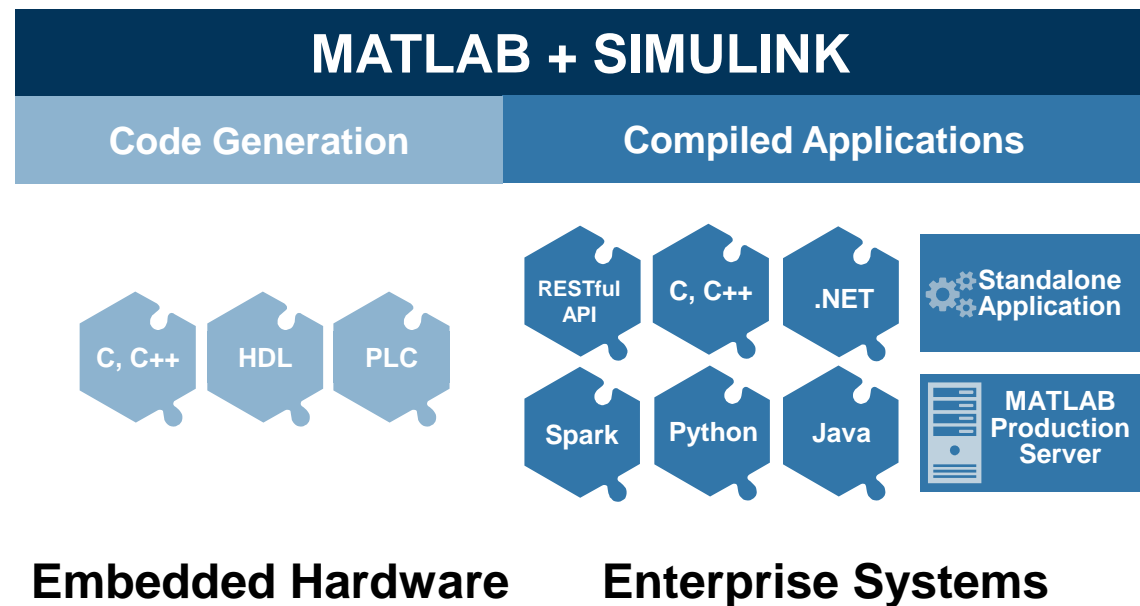 MATLAB + SIMULINK
Code Generation
Compiled Applications
C, C++
HDL
PLC
RESTful
API
C, C++
.NET
Standalone
Application
Spark
Python
Java
MATLAB
Production
Server
Embedded Hardware
Enterprise Systems